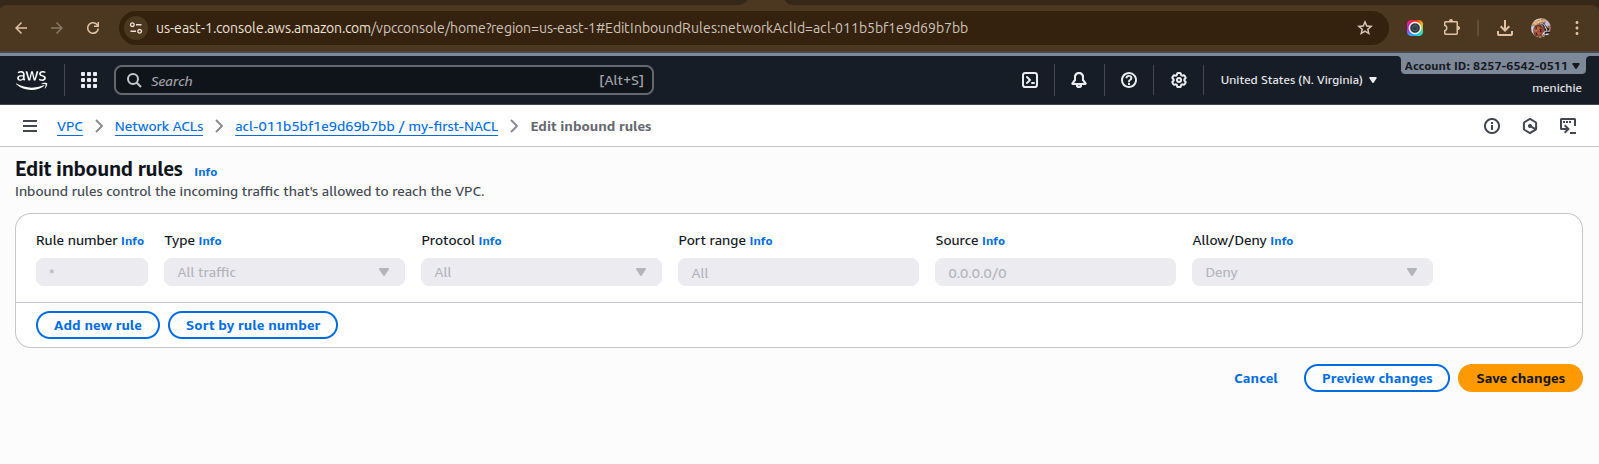 us-east-1.console.aws.amazon.com/vpcconsole/home?region=us-east-1#EditInboundRules:networkAclId=acl-011b5bf1e9d69b7bb
aws Search [Alt+S] United States (N. Virginia) Account ID: 8257-6542-0511
menichie
VPC Network ACLs acl-011b5bf1e9d69b7bb / my-first-NACL Edit inbound rules
Edit inbound rules Info
Inbound rules control the incoming traffic that's allowed to reach the VPC.
Rule number Info Type Info Protocol Info Port range Info Source Info Allow/Deny Info
* All traffic All All 0.0.0.0/0 Deny
Add new rule Sort by rule number
Cancel Preview changes Save changes